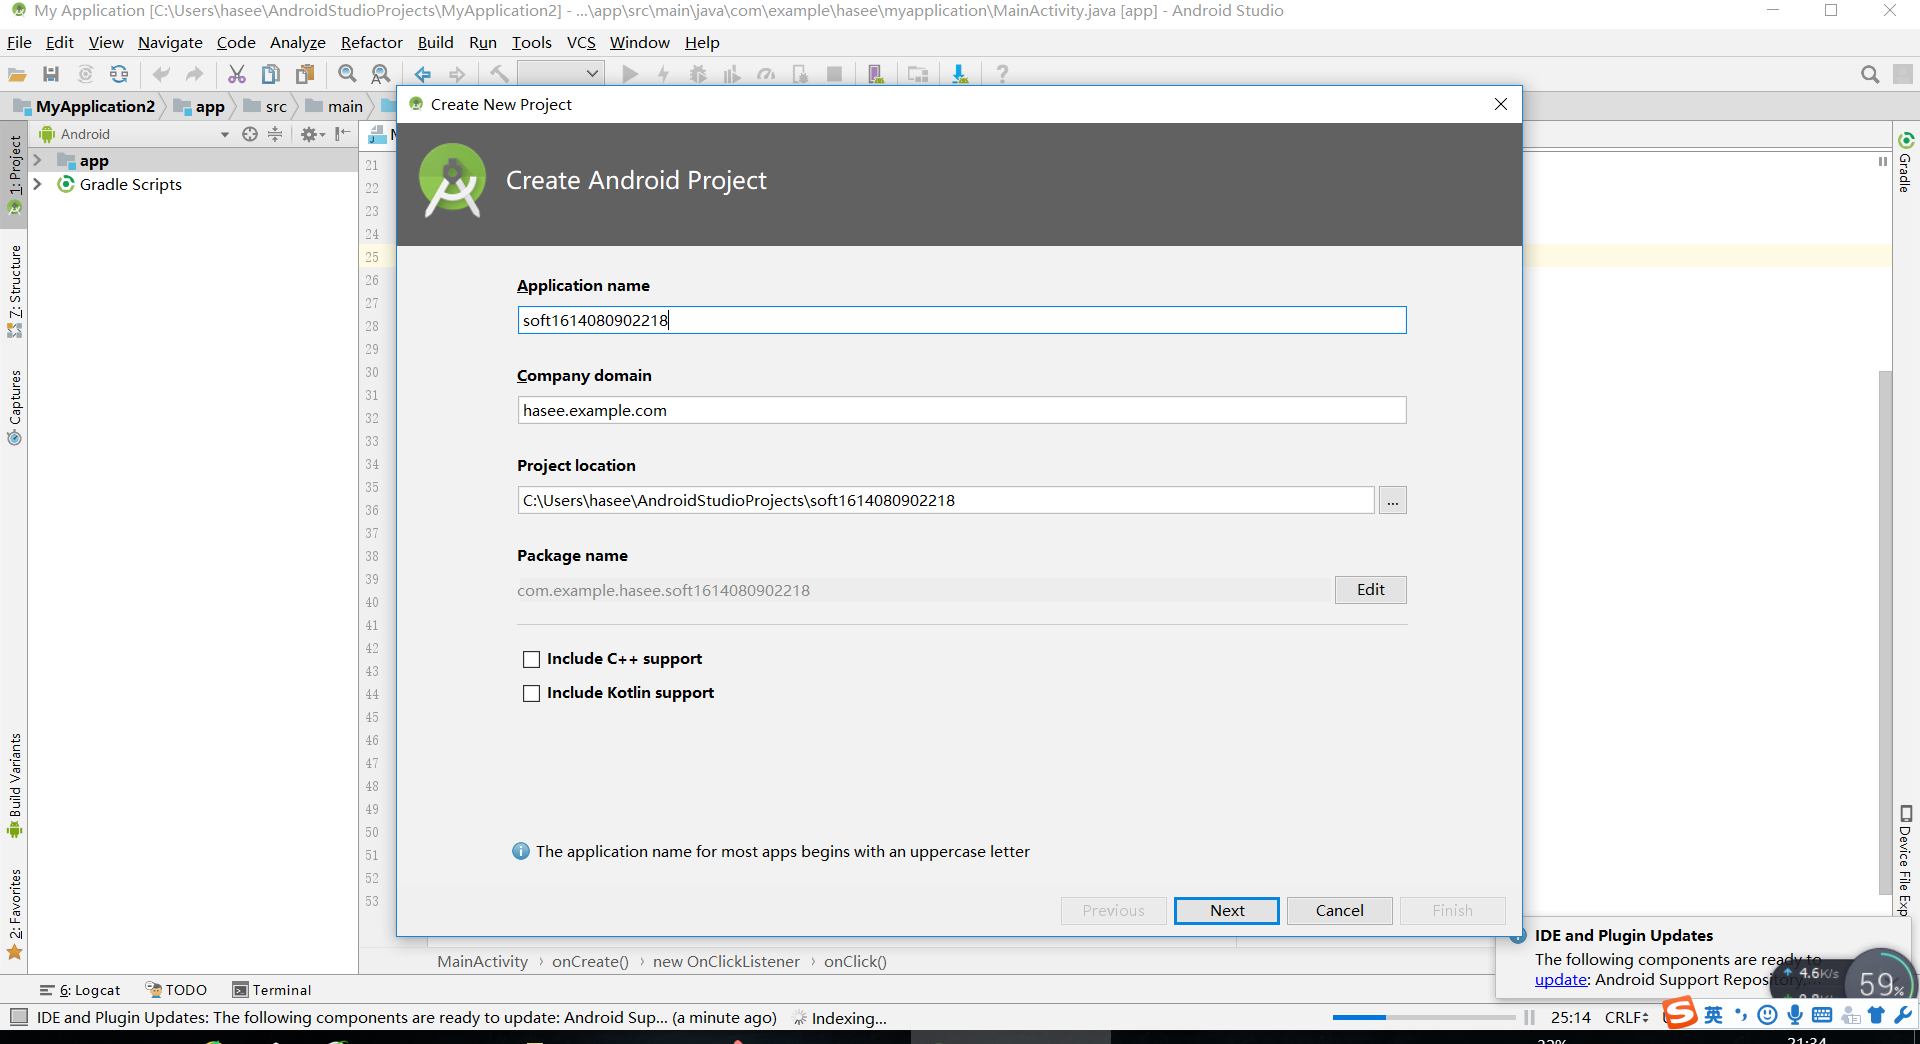 My Application [C:\Users\hasee\AndroidStudioProjects\MyApplication2] - ...\app\src\main\java\com\example\hasee\myapplication\MainActivity.java [app] - Android Studio
File Edit View Navigate Code Analyze Refactor Build Run Tools VCS Window Help
MyApplication2 app src main
Android
app
Gradle Scripts
1: Project
7: Structure
Captures
Build Variants
2: Favorites
21
22
23
24
25
26
27
28
29
30
31
32
33
34
35
36
37
38
39
40
41
42
43
44
45
46
47
48
49
50
51
52
53
Create New Project
Create Android Project
Application name
soft1614080902218
Company domain
hasee.example.com
Project location
C:\Users\hasee\AndroidStudioProjects\soft1614080902218
...
Package name
com.example.hasee.soft1614080902218
Edit
Include C++ support
Include Kotlin support
The application name for most apps begins with an uppercase letter
Previous Next Cancel Finish
Gradle
Device File Exp
MainActivity › onCreate() › new OnClickListener › onClick()
IDE and Plugin Updates
The following components are ready to
update: Android Support Repository,...
4.6K/s
59%
6: Logcat TODO Terminal
IDE and Plugin Updates: The following components are ready to update: Android Sup... (a minute ago) Indexing...
25:14 CRLF
英